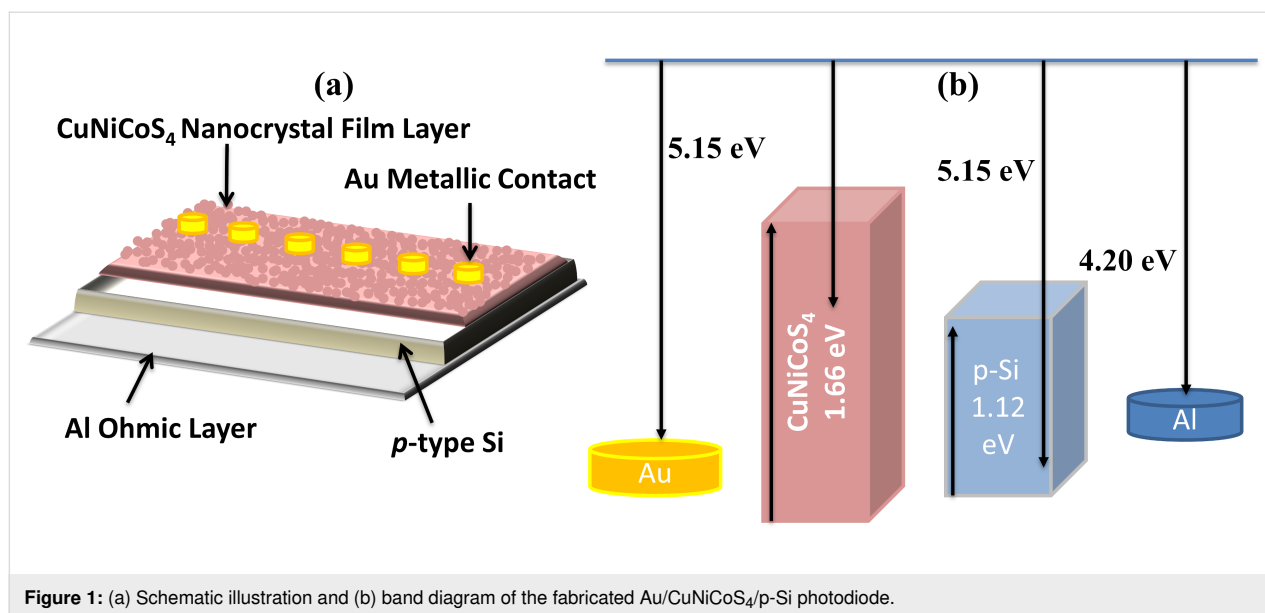 (a)
CuNiCoS₄ Nanocrystal Film Layer
Au Metallic Contact
Al Ohmic Layer
p-type Si
(b)
5.15 eV
5.15 eV
4.20 eV
Au
CuNiCoS₄
1.66 eV
p-Si
1.12
eV
Al
Figure 1: (a) Schematic illustration and (b) band diagram of the fabricated Au/CuNiCoS₄/p-Si photodiode.